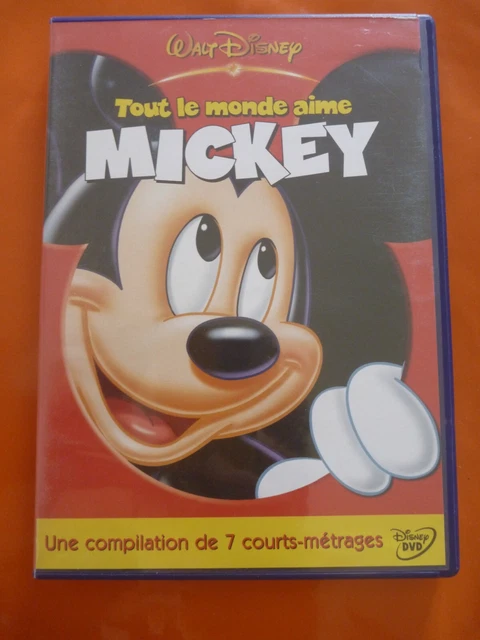 WALT DISNEY
Tout le monde aime
MICKEY
Une compilation de 7 courts-métrages
DISNEY
DVD